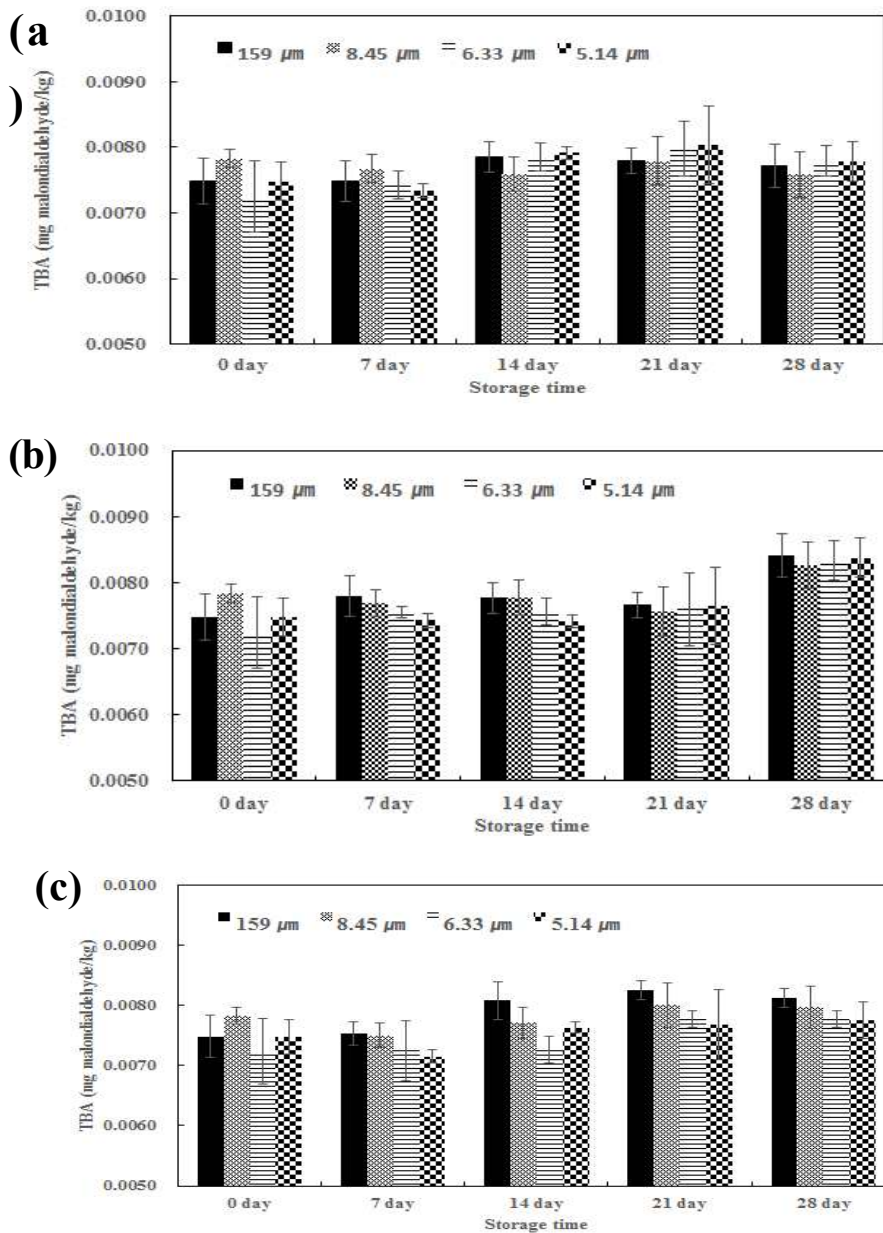 (a
)
0.0100
159 µm 8.45 µm 6.33 µm 5.14 µm
0.0090
0.0080
0.0070
0.0060
0.0050
TBA (mg malondialdehyde/kg)
0 day 7 day 14 day 21 day 28 day
Storage time
(b)
0.0100
159 µm 8.45 µm 6.33 µm 5.14 µm
0.0090
0.0080
0.0070
0.0060
0.0050
TBA (mg malondialdehyde/kg)
0 day 7 day 14 day 21 day 28 day
Storage time
(c)
0.0100
159 µm 8.45 µm 6.33 µm 5.14 µm
0.0090
0.0080
0.0070
0.0060
0.0050
TBA (mg malondialdehyde/kg)
0 day 7 day 14 day 21 day 28 day
Storage time